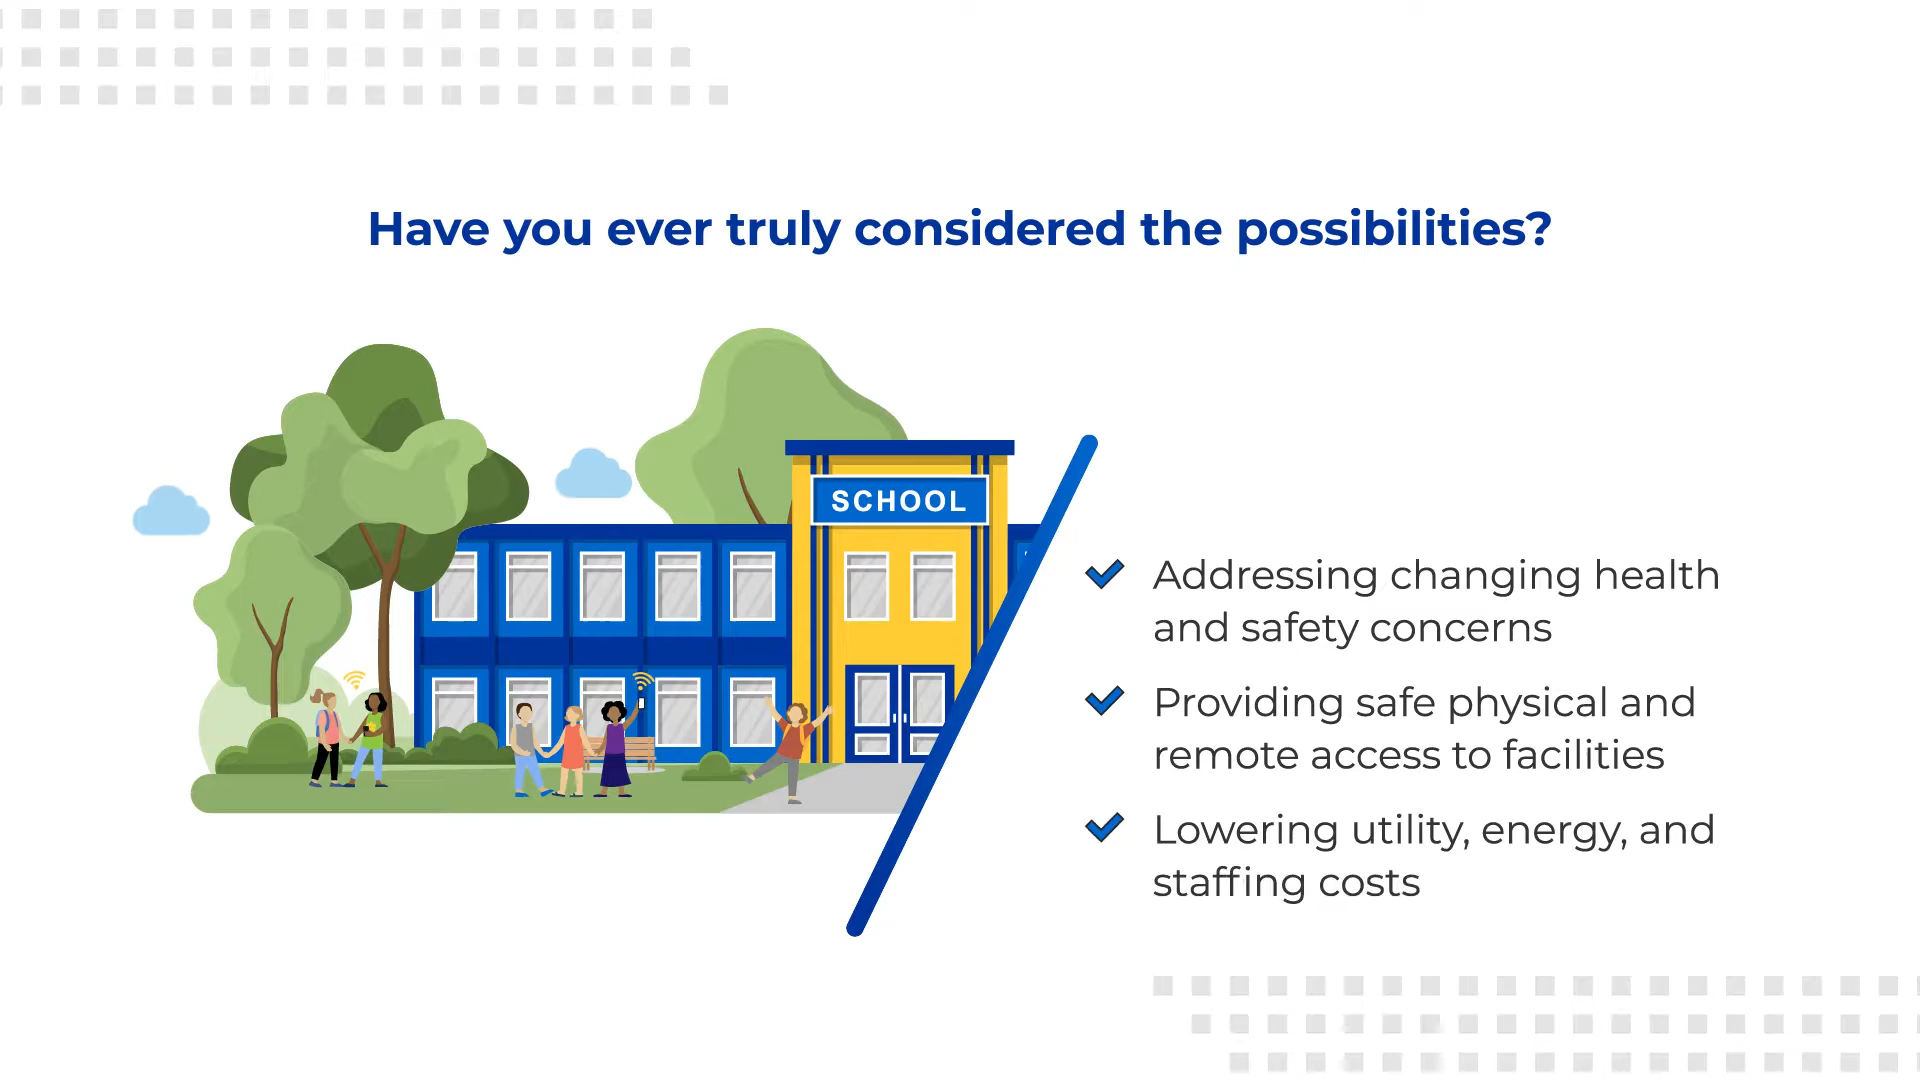 Have you ever truly considered the possibilities?
SCHOOL
Addressing changing health
and safety concerns
Providing safe physical and
remote access to facilities
Lowering utility, energy, and
staffing costs